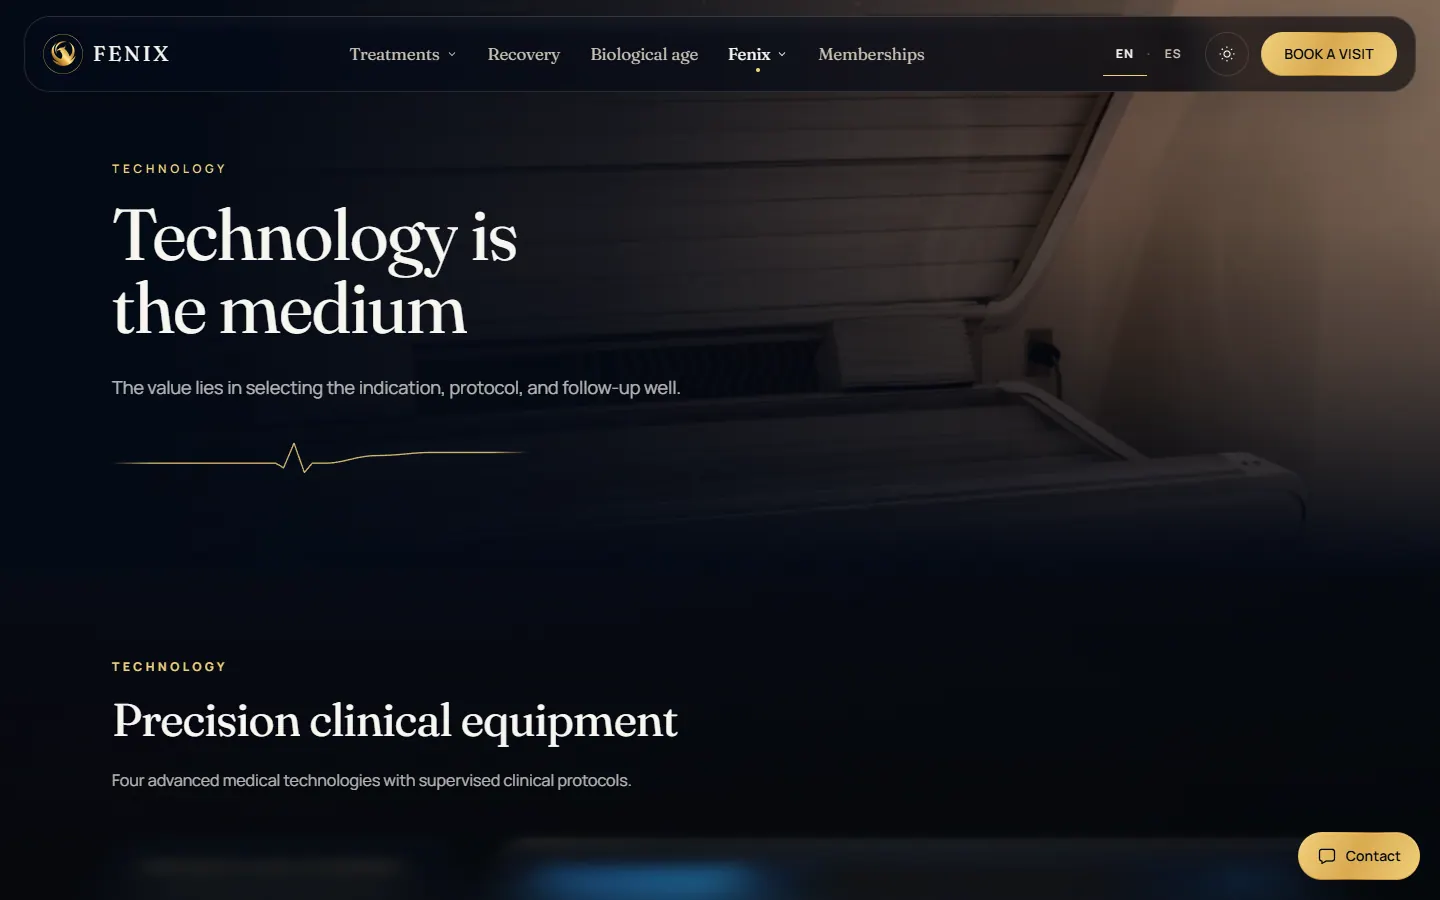 FENIX
Treatments
Recovery
Biological age
Fenix
Memberships
EN · ES
BOOK A VISIT
TECHNOLOGY
Technology is
the medium
The value lies in selecting the indication, protocol, and follow-up well.
TECHNOLOGY
Precision clinical equipment
Four advanced medical technologies with supervised clinical protocols.
Contact